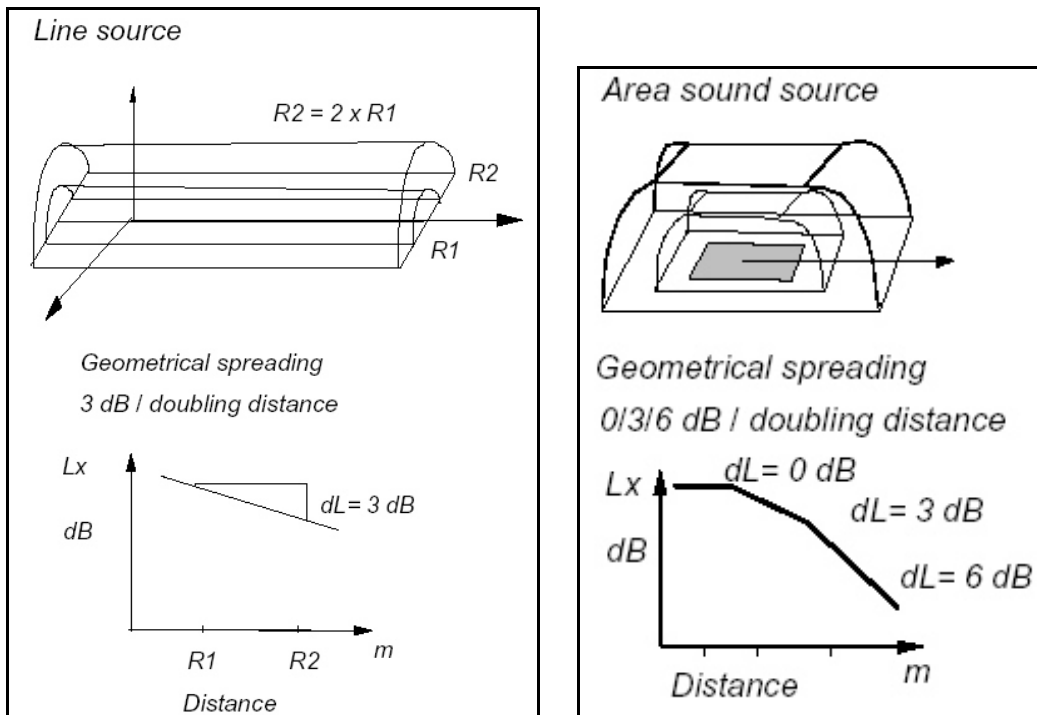 Line source
R2 = 2 x R1
R2
R1
Geometrical spreading
3 dB / doubling distance
Lx
dL= 3 dB
dB
R1 R2 m
Distance
Area sound source
Geometrical spreading
0/3/6 dB / doubling distance
dL= 0 dB
Lx
dL= 3 dB
dB
dL= 6 dB
m
Distance